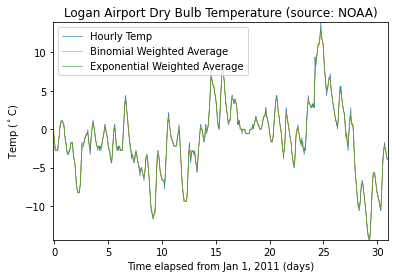 Logan Airport Dry Bulb Temperature (source: NOAA)
Hourly Temp
Binomial Weighted Average
Exponential Weighted Average
Temp (°C)
10
5
0
−5
−10
0 5 10 15 20 25 30
Time elapsed from Jan 1, 2011 (days)